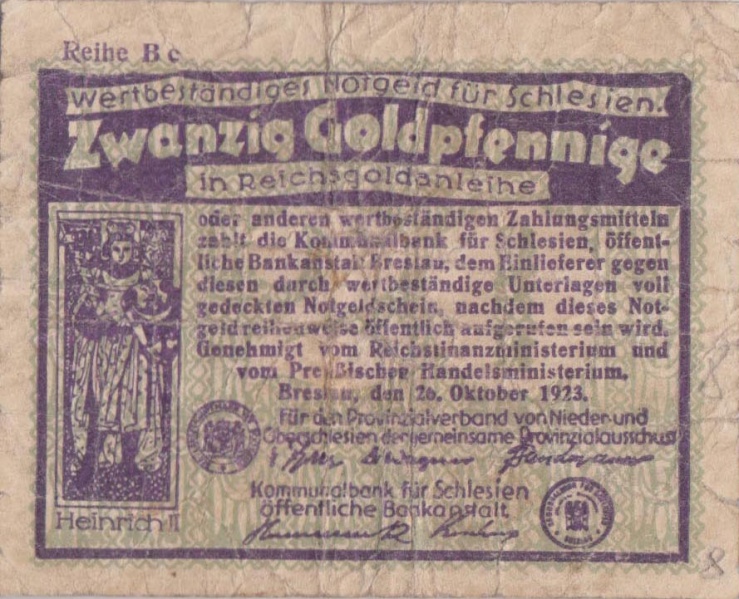 Reihe B c
Wertbeständiges Notgeld für Schlesien.
Zwanzig Goldpfennige
in Reichsgoldanleihe
oder anderen wertbeständigen Zahlungsmitteln
zahlt die Kommunalbank für Schlesien, öffent-
liche Bankanstalt Breslau, dem Einlieferer gegen
diesen durch wertbeständige Unterlagen voll
gedeckten Notgeldschein, nachdem dieses Not-
geld reihenweise öffentlich aufgerufen sein wird.
Genehmigt vom Reichsfinanzministerium und
vom Preußischen Handelsministerium.
Breslau, den 26. Oktober 1923.
Für den Provinzialverband von Nieder- und
Oberschlesien der gemeinsame Provinzialausschuss
Kommunalbank für Schlesien
öffentliche Bankanstalt
Heinrich II